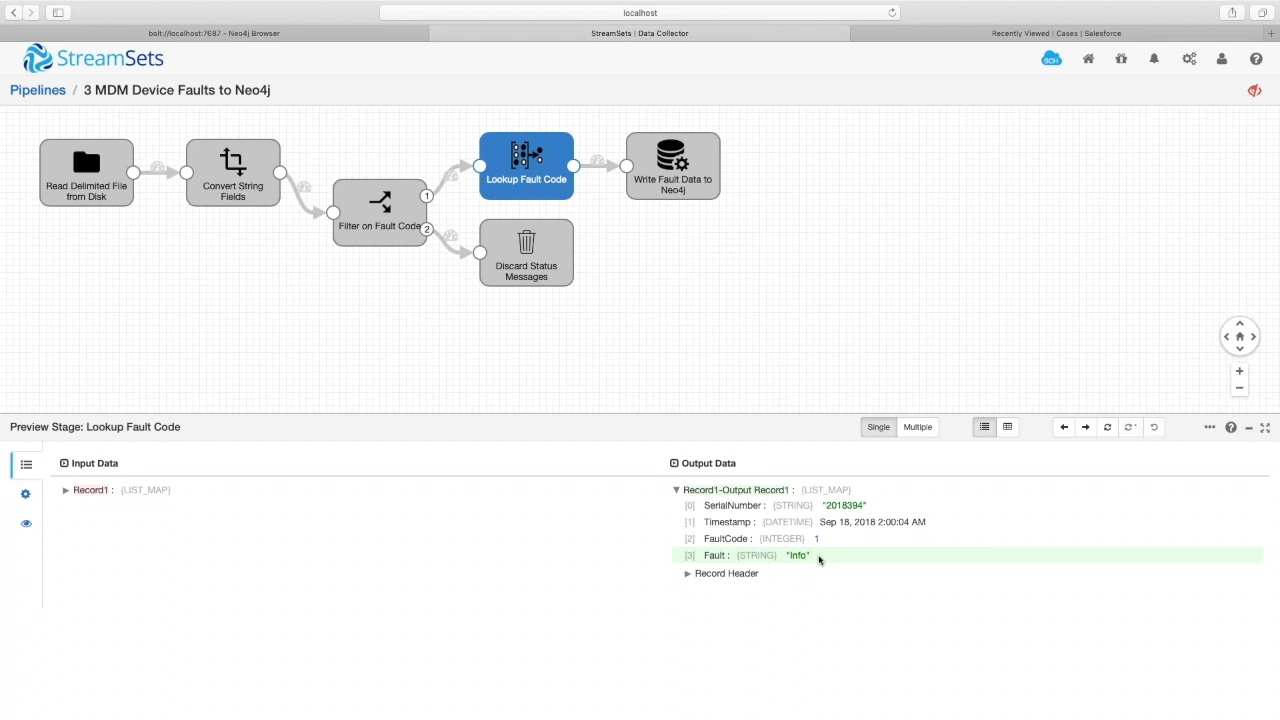 localhost
bolt://localhost:7687 - Neo4j Browser
StreamSets | Data Collector
Recently Viewed | Cases | Salesforce
StreamSets
SCH
Pipelines / 3 MDM Device Faults to Neo4j
Read Delimited File
from Disk
Convert String
Fields
Filter on Fault Code
1
2
Lookup Fault Code
Write Fault Data to
Neo4j
Discard Status
Messages
Preview Stage: Lookup Fault Code
Single
Multiple
Input Data
Record1 : {LIST_MAP}
Output Data
Record1-Output Record1 : {LIST_MAP}
[0] SerialNumber : {STRING} "2018394"
[1] Timestamp : {DATETIME} Sep 18, 2018 2:00:04 AM
[2] FaultCode : {INTEGER} 1
[3] Fault : {STRING} "Info"
Record Header